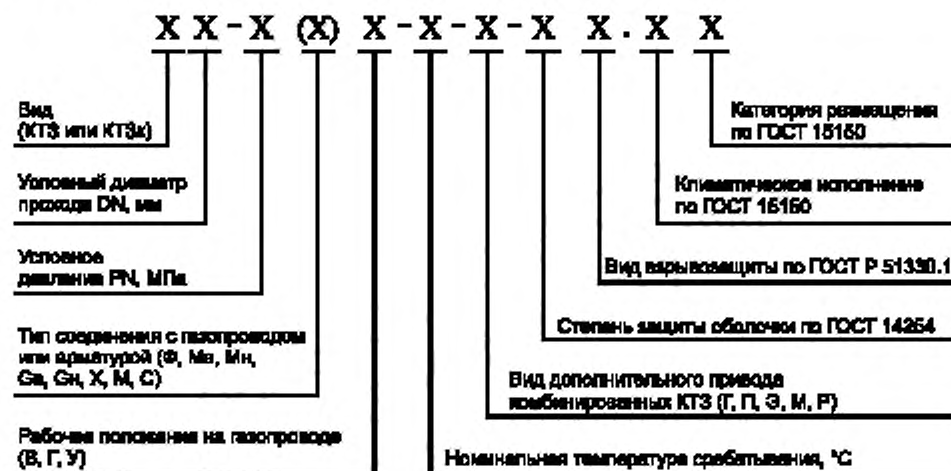 X X - X (X) X - X - X - X X . X X
Вид
(КТЗ или КТЗк)
Условный диаметр
прохода DN, мм
Условное
давление PN, МПа
Тип соединения с газопроводом
или арматурой (Ф, Мв, Мн,
Gв, Gн, X, М, С)
Рабочее положение на газопроводе
(В, Г, У)
Категория размещения
по ГОСТ 15150
Климатическое исполнение
по ГОСТ 15150
Вид взрывозащиты по ГОСТ Р 51330.1
Степень защиты оболочки по ГОСТ 14254
Вид дополнительного привода
комбинированных КТЗ (Г, П, Э, М, Р)
Номинальная температура срабатывания, °С